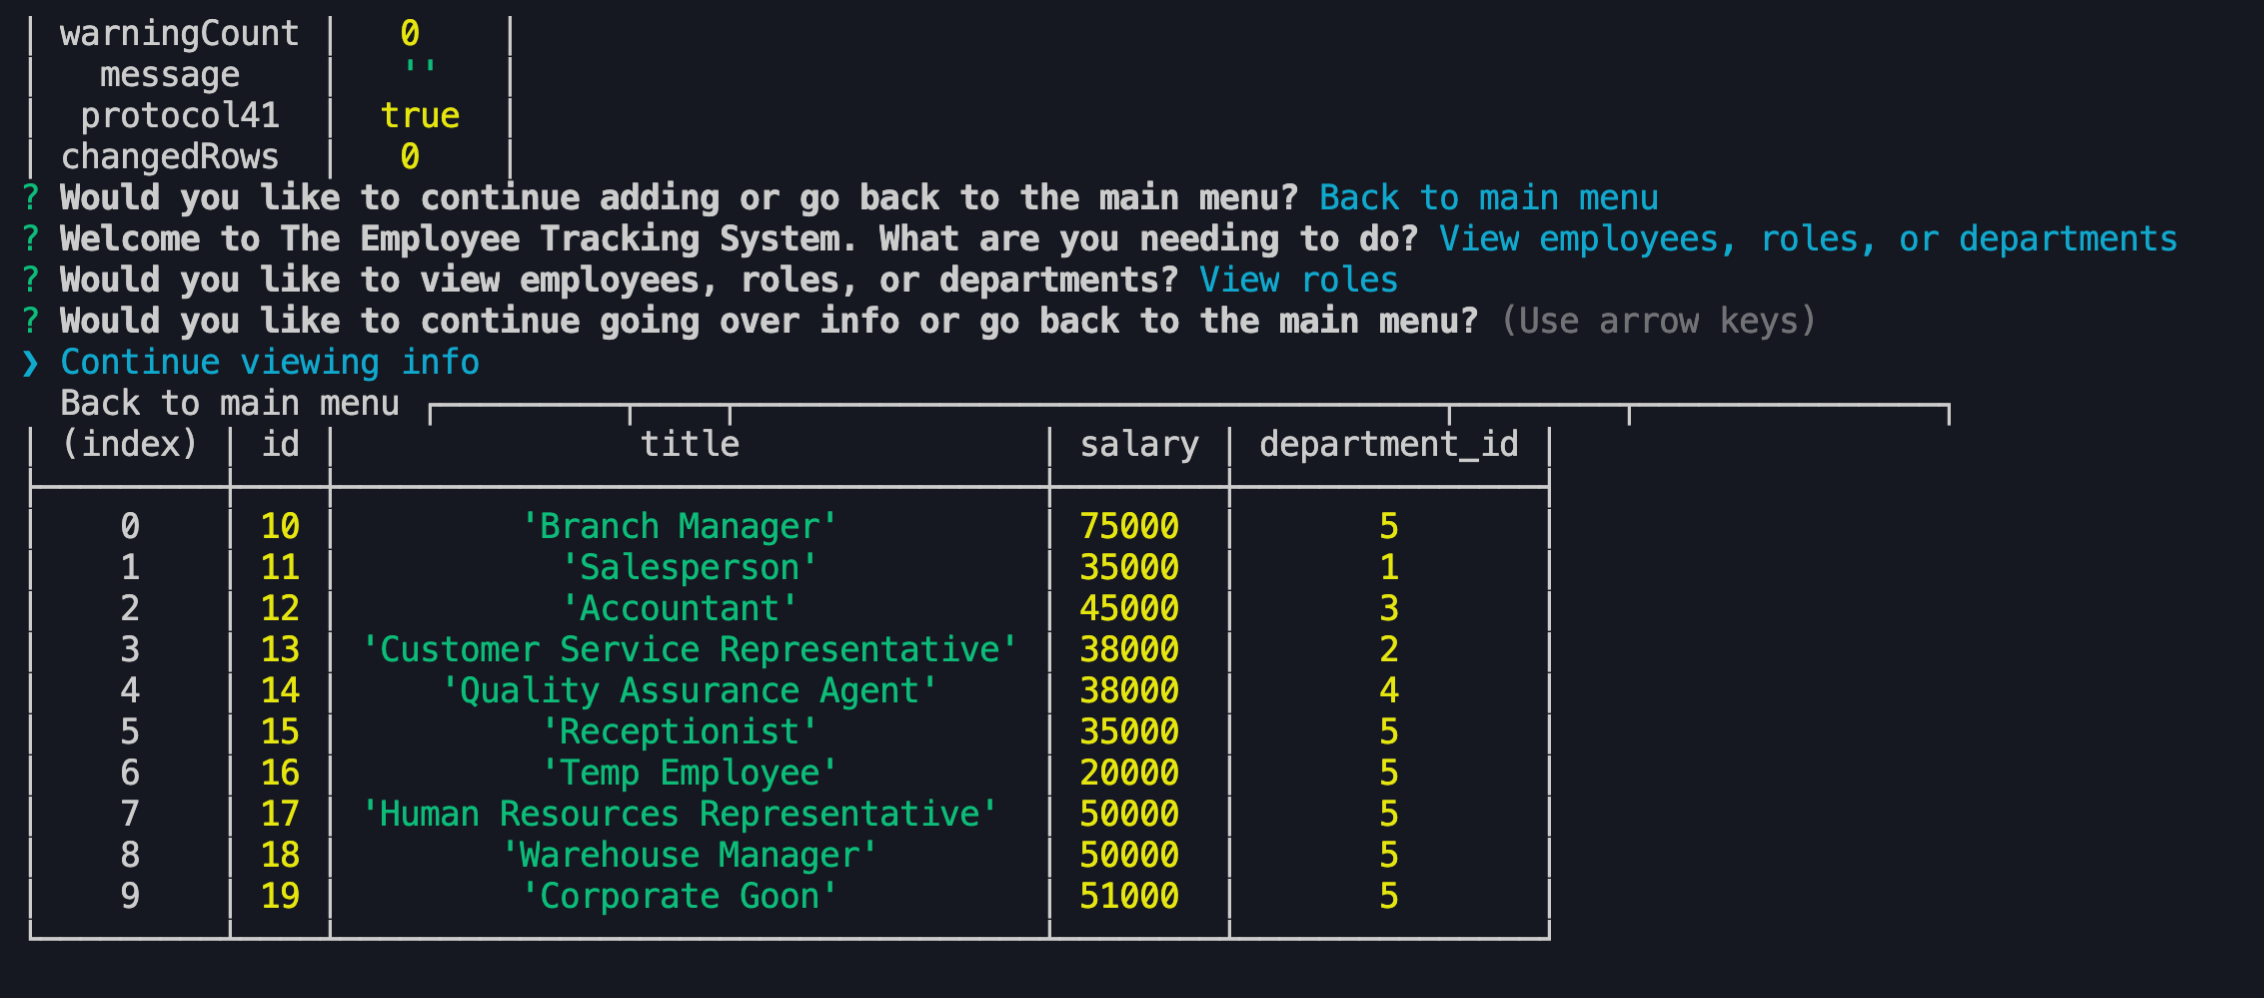 warningCount 0
message ''
protocol41 true
changedRows 0
? Would you like to continue adding or go back to the main menu? Back to main menu
? Welcome to The Employee Tracking System. What are you needing to do? View employees, roles, or departments
? Would you like to view employees, roles, or departments? View roles
? Would you like to continue going over info or go back to the main menu? (Use arrow keys)
❯ Continue viewing info
Back to main menu
(index) id title salary department_id
0 10 'Branch Manager' 75000 5
1 11 'Salesperson' 35000 1
2 12 'Accountant' 45000 3
3 13 'Customer Service Representative' 38000 2
4 14 'Quality Assurance Agent' 38000 4
5 15 'Receptionist' 35000 5
6 16 'Temp Employee' 20000 5
7 17 'Human Resources Representative' 50000 5
8 18 'Warehouse Manager' 50000 5
9 19 'Corporate Goon' 51000 5